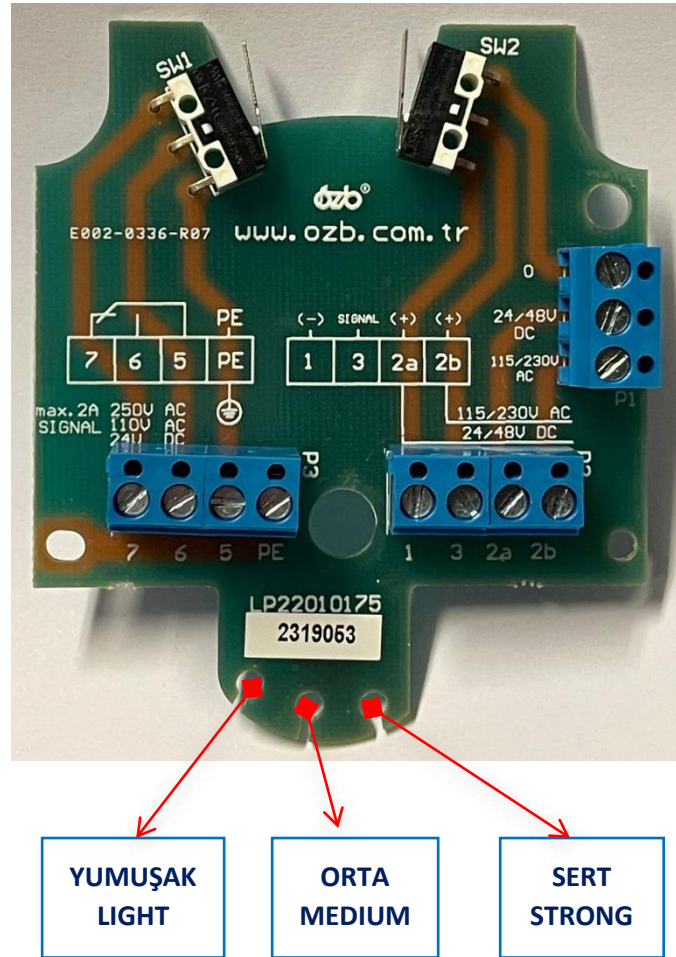 SW1
SW2
özb®
E002-0336-R07
www.ozb.com.tr
0
24/48V
DC
115/230V
AC
P1
PE
7 6 5 PE
(-) SIGNAL (+) (+)
1 3 2a 2b
max.2A 250V AC
SIGNAL 110V AC
24V DC
115/230V AC
24/48V DC
P3
7 6 5 PE
1 3 2a 2b
LP22010175
2319053
YUMUŞAK
LIGHT
ORTA
MEDIUM
SERT
STRONG